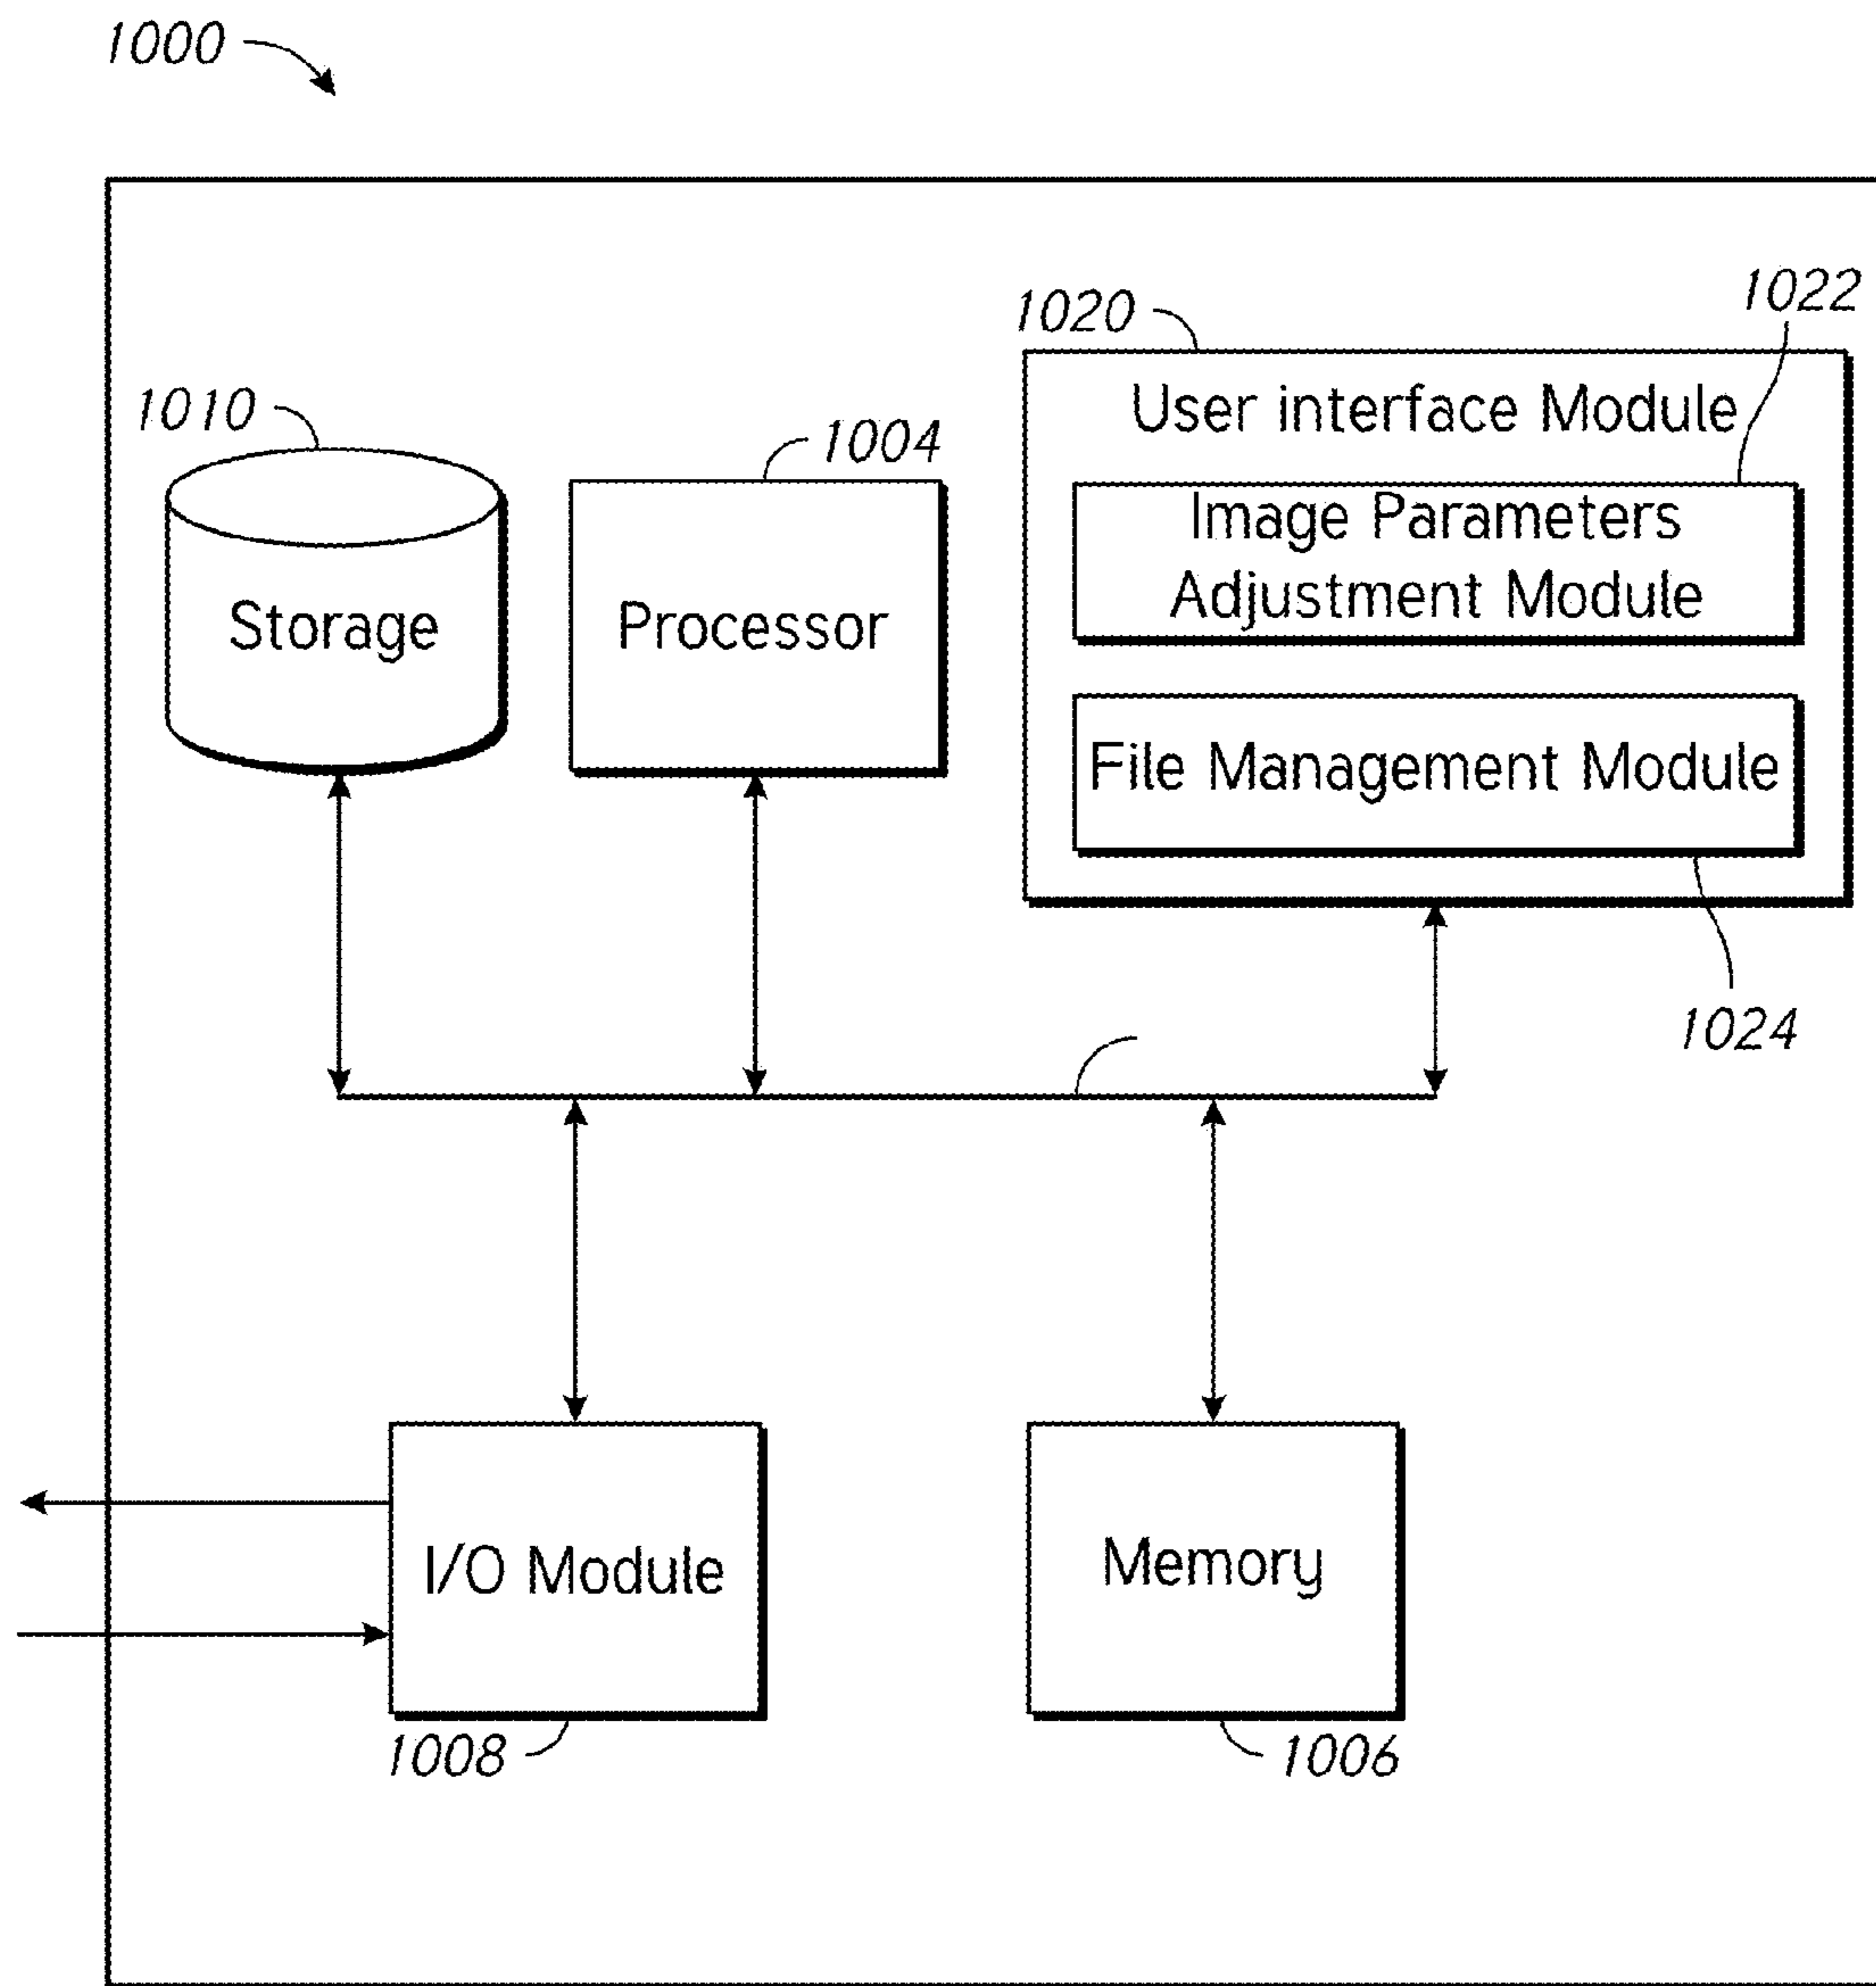 1000
1022
1020
User interface Module
1010
1004
Image Parameters
Adjustment Module
Storage
Processor
File Management Module
1024
I/O Module
Memory
1008
1006